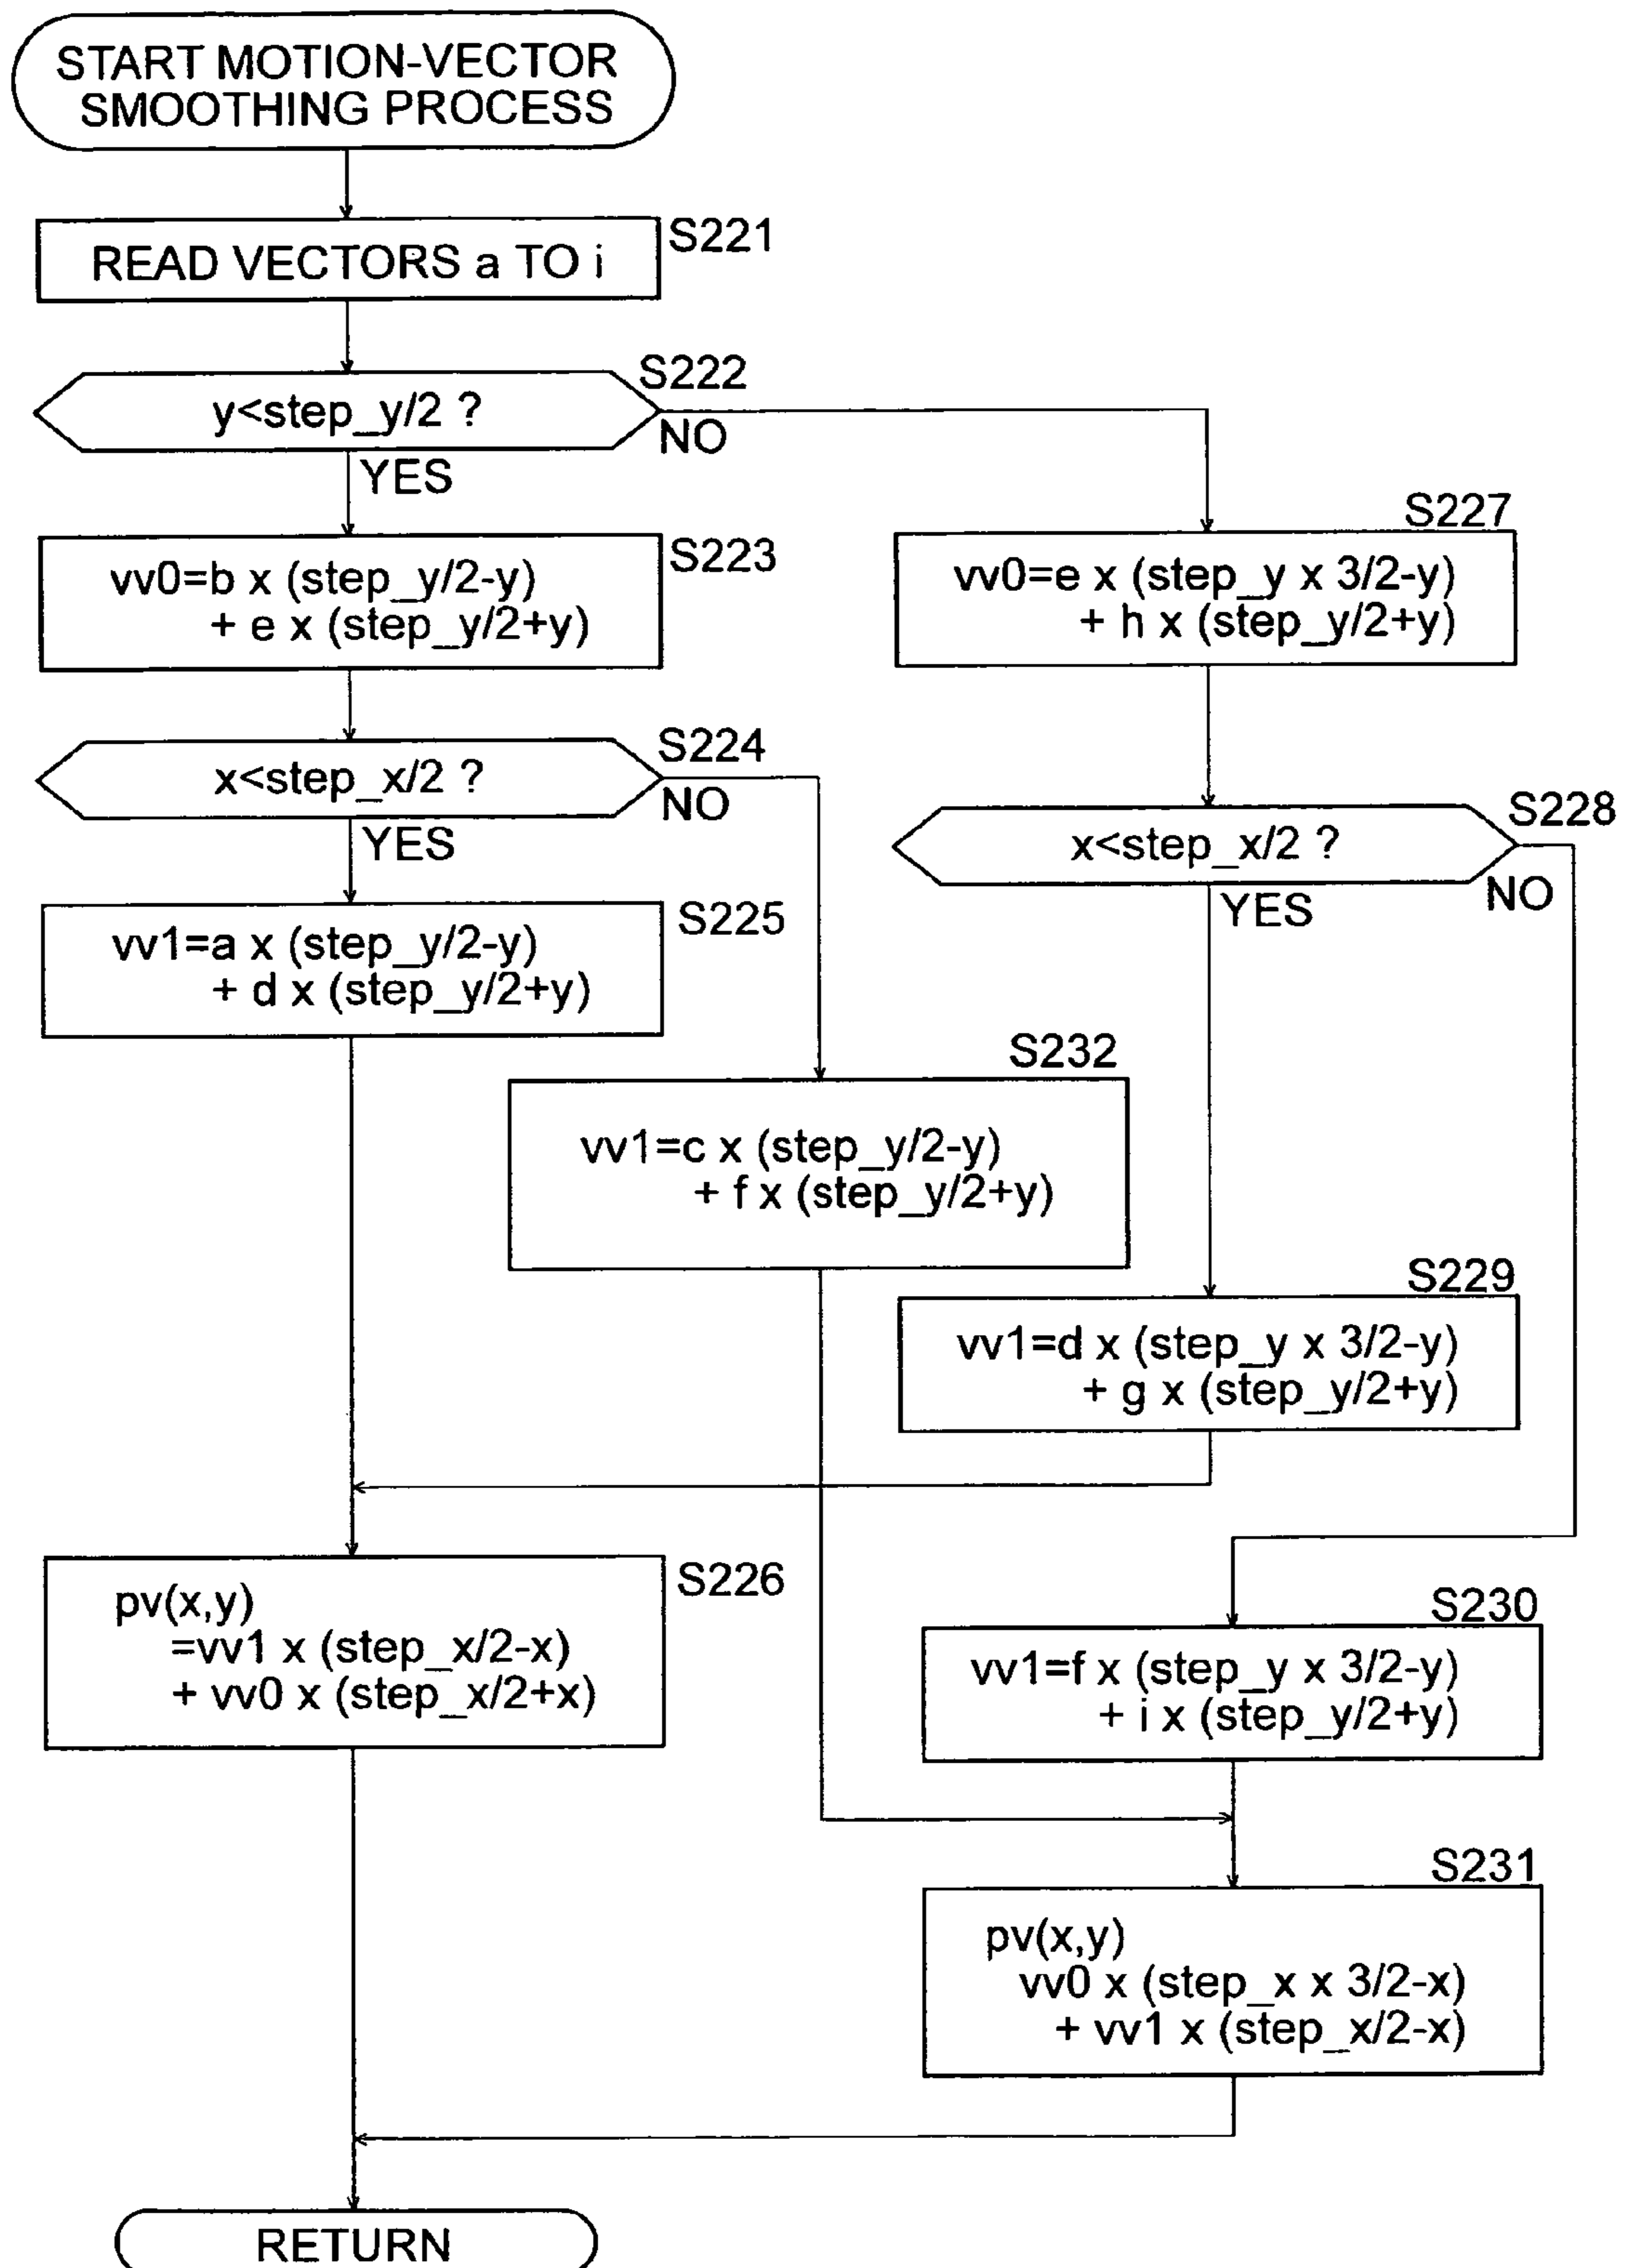 START MOTION-VECTOR
SMOOTHING PROCESS
READ VECTORS a TO i
S221
y<step_y/2 ?
S222
NO
YES
vv0=b x (step_y/2-y)
+ e x (step_y/2+y)
S223
S227
vv0=e x (step_y x 3/2-y)
+ h x (step_y/2+y)
x<step_x/2 ?
S224
NO
YES
S228
x<step_x/2 ?
NO
YES
vv1=a x (step_y/2-y)
+ d x (step_y/2+y)
S225
S232
vv1=c x (step_y/2-y)
+ f x (step_y/2+y)
S229
vv1=d x (step_y x 3/2-y)
+ g x (step_y/2+y)
S226
pv(x,y)
=vv1 x (step_x/2-x)
+ vv0 x (step_x/2+x)
S230
vv1=f x (step_y x 3/2-y)
+ i x (step_y/2+y)
S231
pv(x,y)
vv0 x (step_x x 3/2-x)
+ vv1 x (step_x/2-x)
RETURN